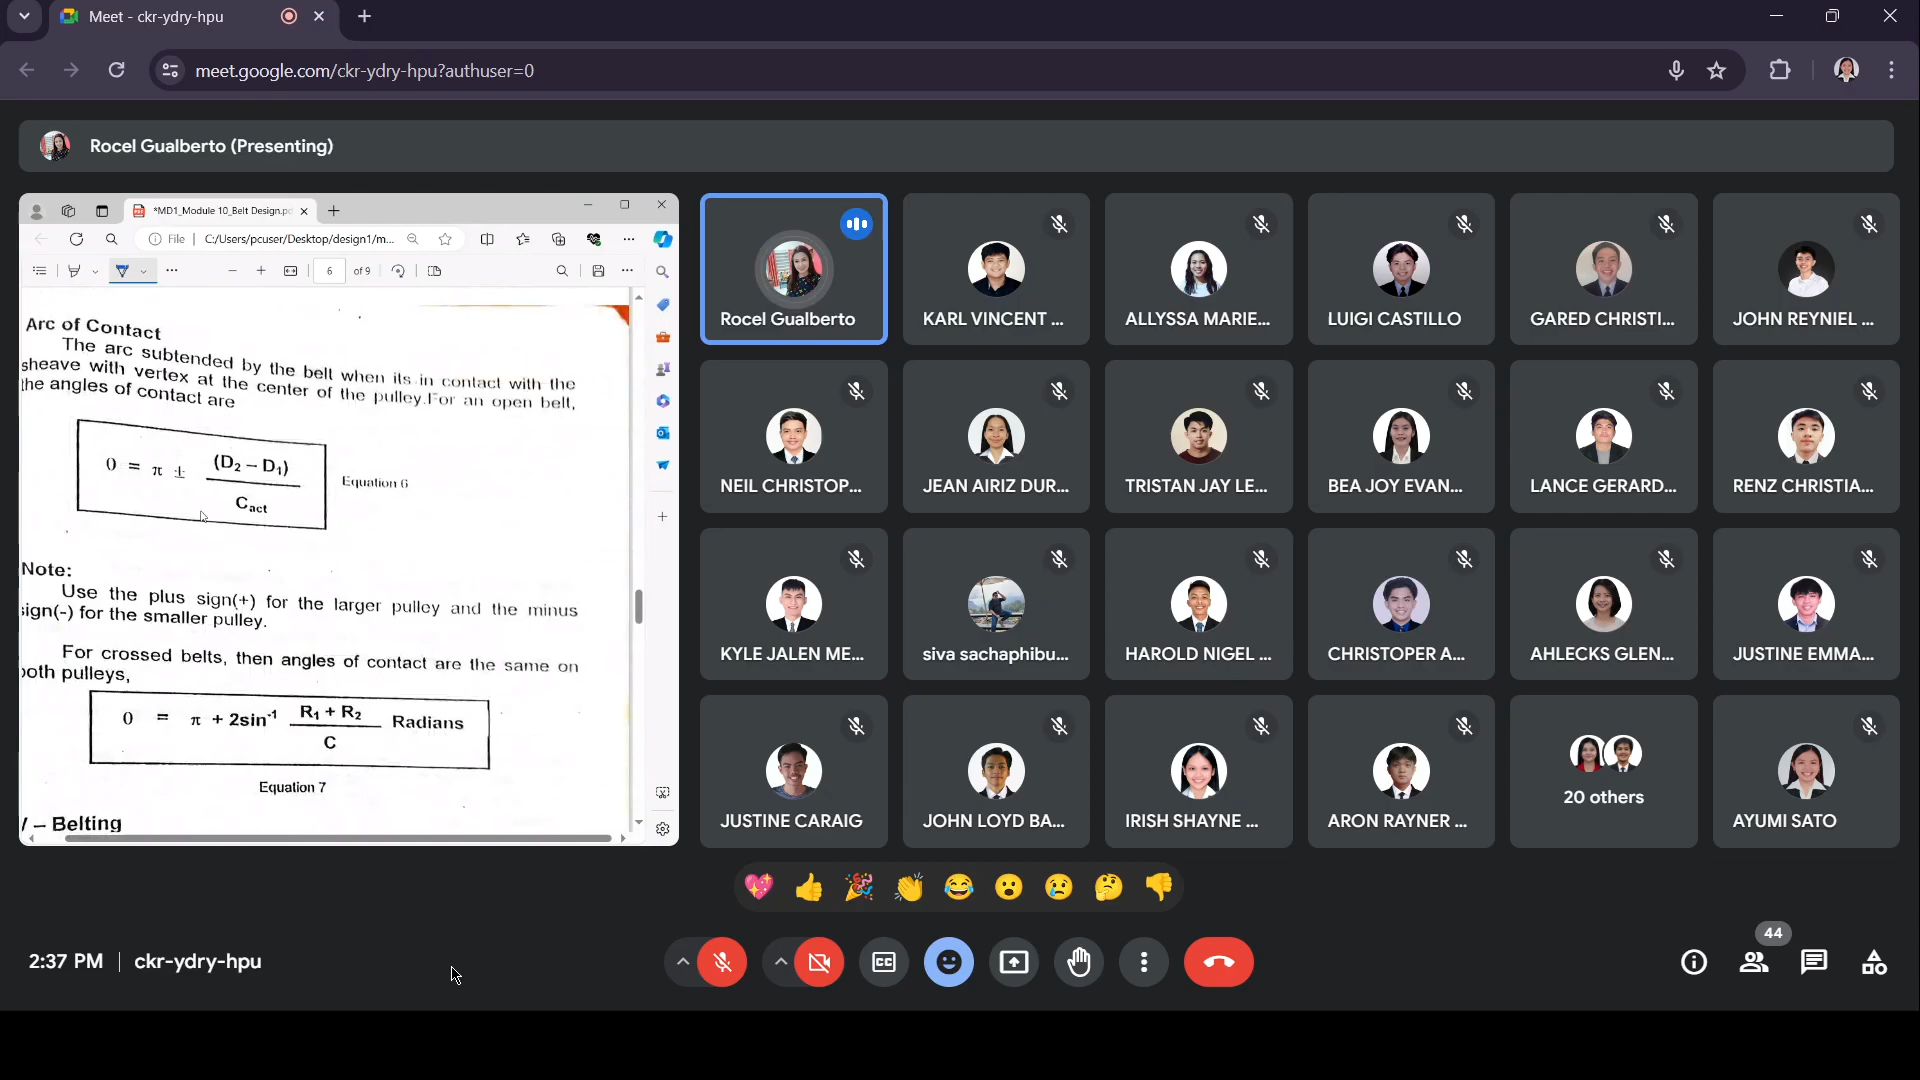 Meet - ckr-ydry-hpu
meet.google.com/ckr-ydry-hpu?authuser=0
Rocel Gualberto (Presenting)
*MD1_Module 10_Belt Design.pc
File
C:/Users/pcuser/Desktop/design1/m...
6 of 9
Arc of Contact
The arc subtended by the belt when its in contact with the
sheave with vertex at the center of the pulley.For an open belt,
the angles of contact are
θ = π ± (D₂ – D₁)
Cact
Equation 6
Note:
Use the plus sign(+) for the larger pulley and the minus
sign(-) for the smaller pulley.
For crossed belts, then angles of contact are the same on
both pulleys,
θ = π + 2sin⁻¹ R₁ + R₂ Radians
C
Equation 7
/ – Belting
Rocel Gualberto
KARL VINCENT ...
ALLYSSA MARIE...
LUIGI CASTILLO
GARED CHRISTI...
JOHN REYNIEL ...
NEIL CHRISTOP...
JEAN AIRIZ DUR...
TRISTAN JAY LE...
BEA JOY EVAN...
LANCE GERARD...
RENZ CHRISTIA...
KYLE JALEN ME...
siva sachaphibu...
HAROLD NIGEL ...
CHRISTOPER A...
AHLECKS GLEN...
JUSTINE EMMA...
JUSTINE CARAIG
JOHN LOYD BA...
IRISH SHAYNE ...
ARON RAYNER ...
20 others
AYUMI SATO
2:37 PM | ckr-ydry-hpu
CC
44